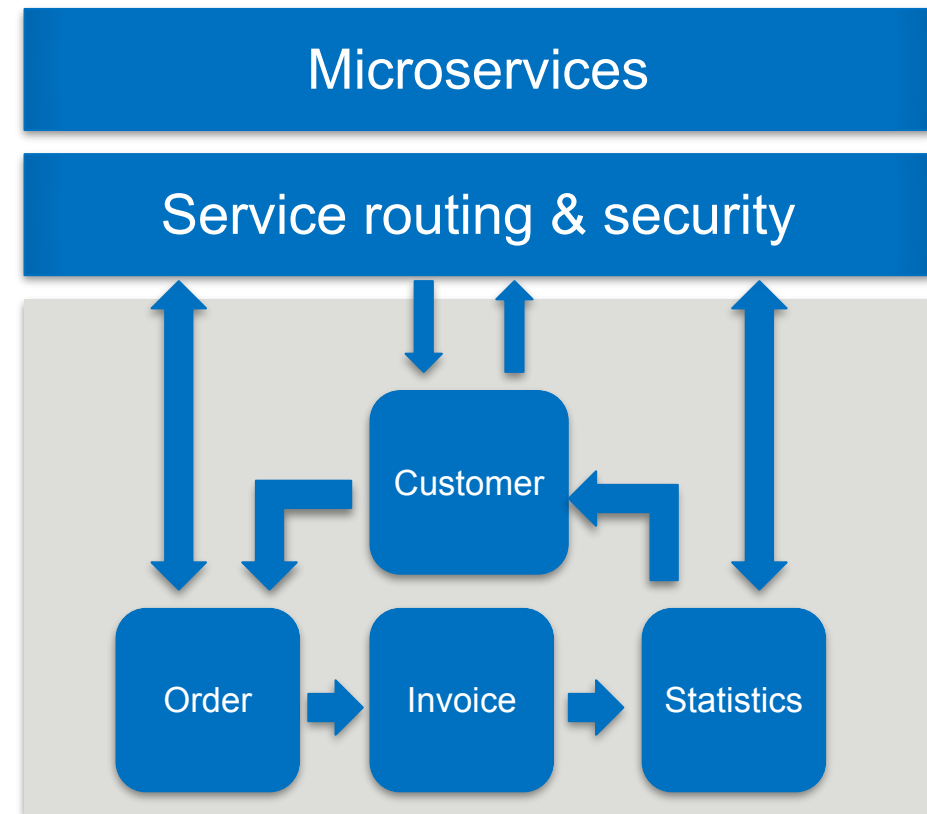 Microservices
Service routing & security
Customer
Order
Invoice
Statistics